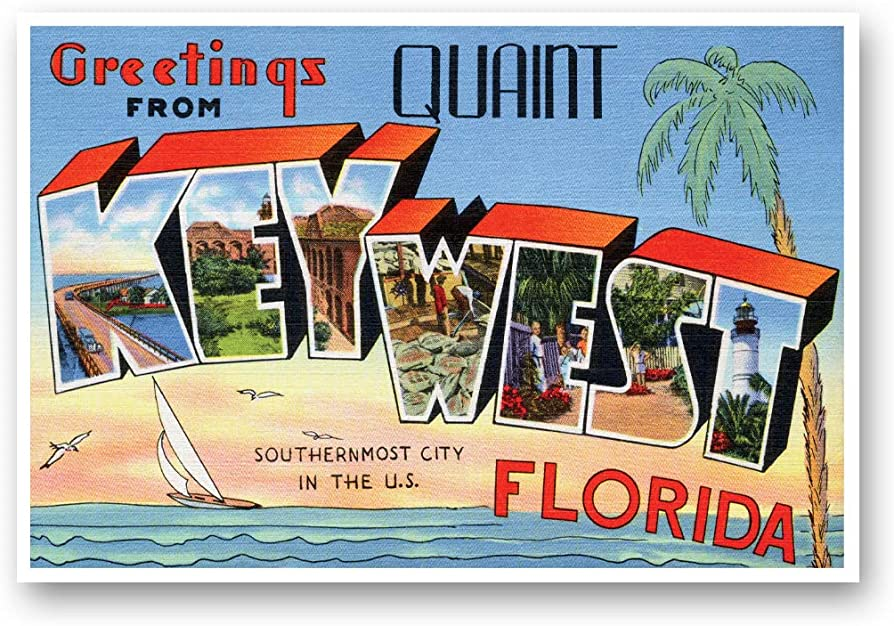 Greetings
FROM
QUAINT
KEY WEST
SOUTHERNMOST CITY
IN THE U.S.
FLORIDA